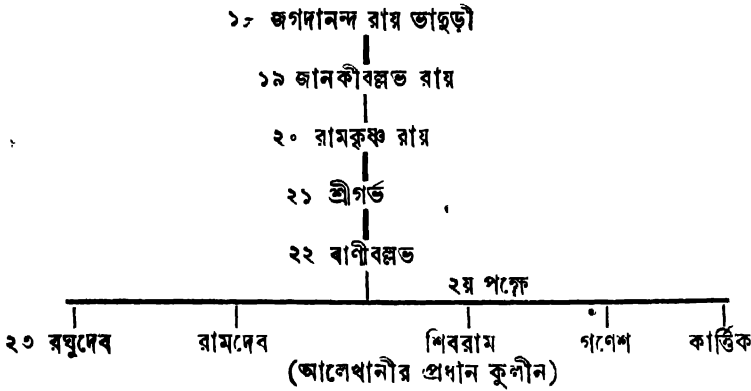 ১৮ জগদানন্দ রায় ভাদুড়ী
১৯ জানকীবল্লভ রায়
২০ রামকৃষ্ণ রায়
২১ শ্রীগর্ভ
২২ বাণীবল্লভ
২য় পক্ষে
২৩ রঘুদেব রামদেব শিবরাম গণেশ কার্ত্তিক
(আলেখানীর প্রধান কুলীন)